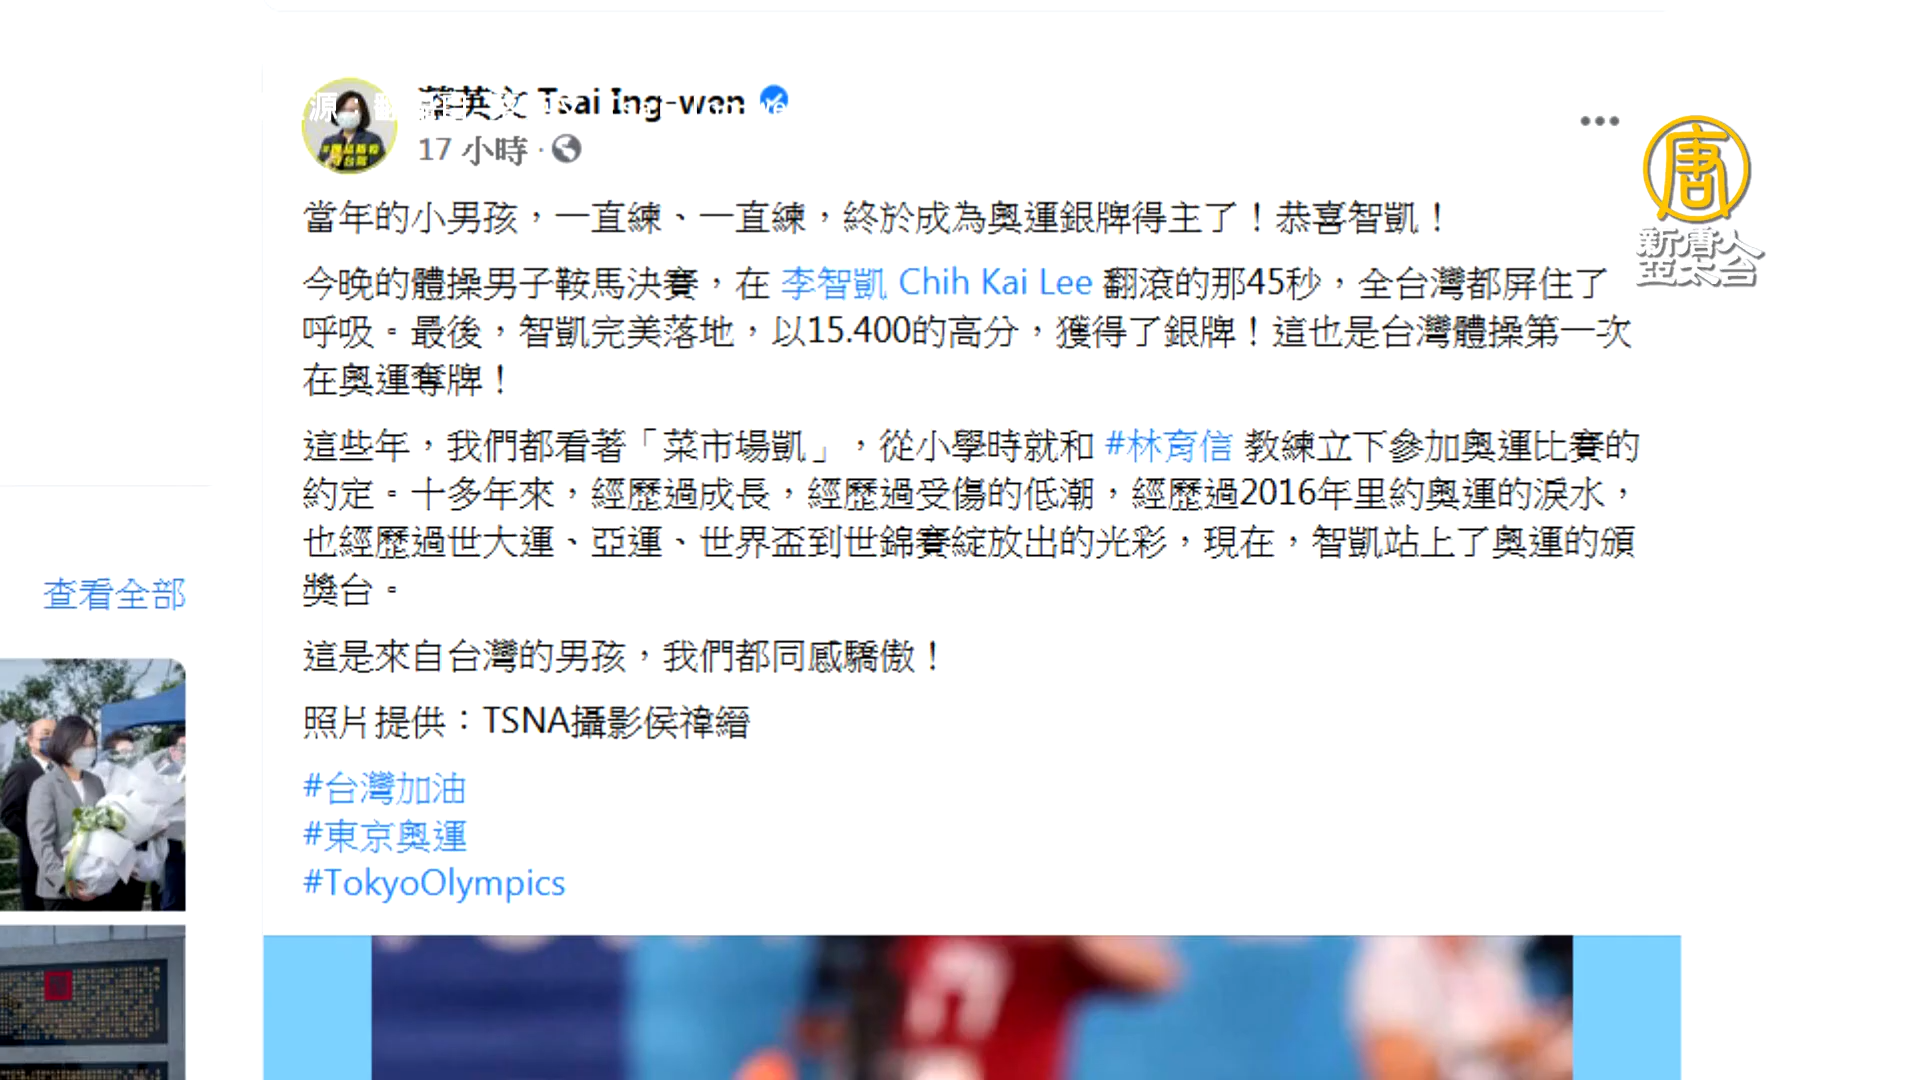 蔡英文 Tsai Ing-wen
17 小時
當年的小男孩，一直練、一直練，終於成為奧運銀牌得主了！恭喜智凱！
今晚的體操男子鞍馬決賽，在 李智凱 Chih Kai Lee 翻滾的那45秒，全台灣都屏住了
呼吸。最後，智凱完美落地，以15.400的高分，獲得了銀牌！這也是台灣體操第一次
在奧運奪牌！
這些年，我們都看著「菜市場凱」，從小學時就和 #林育信 教練立下參加奧運比賽的
約定。十多年來，經歷過成長，經歷過受傷的低潮，經歷過2016年里約奧運的淚水，
也經歷過世大運、亞運、世界盃到世錦賽綻放出的光彩，現在，智凱站上了奧運的頒
獎台。
這是來自台灣的男孩，我們都同感驕傲！
照片提供：TSNA攝影侯禕縉
#台灣加油
#東京奧運
#TokyoOlympics
查看全部
唐
新唐人
亞太台